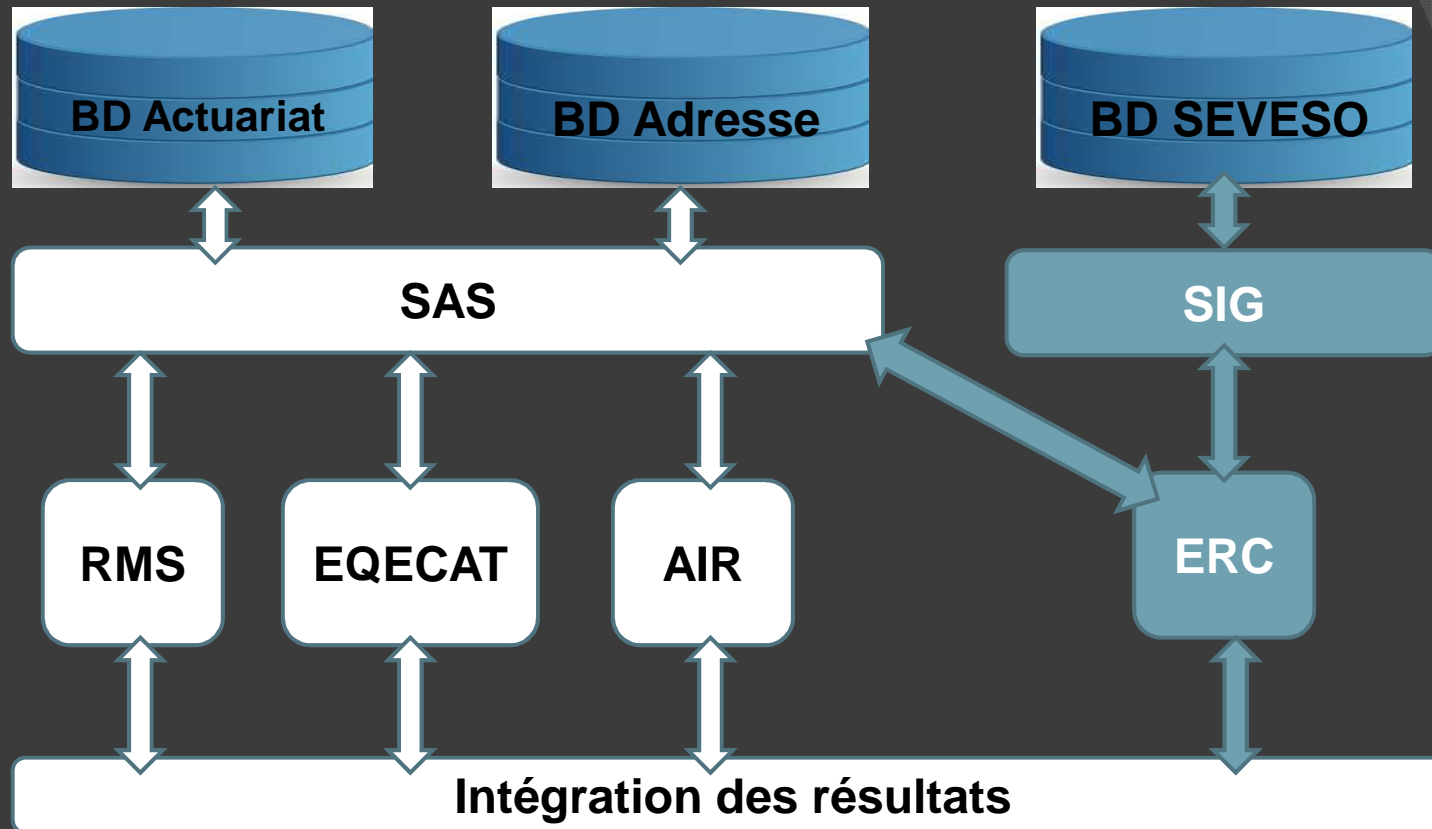 BD Actuariat
BD Adresse
BD SEVESO
SAS
SIG
RMS
EQECAT
AIR
ERC
Intégration des résultats